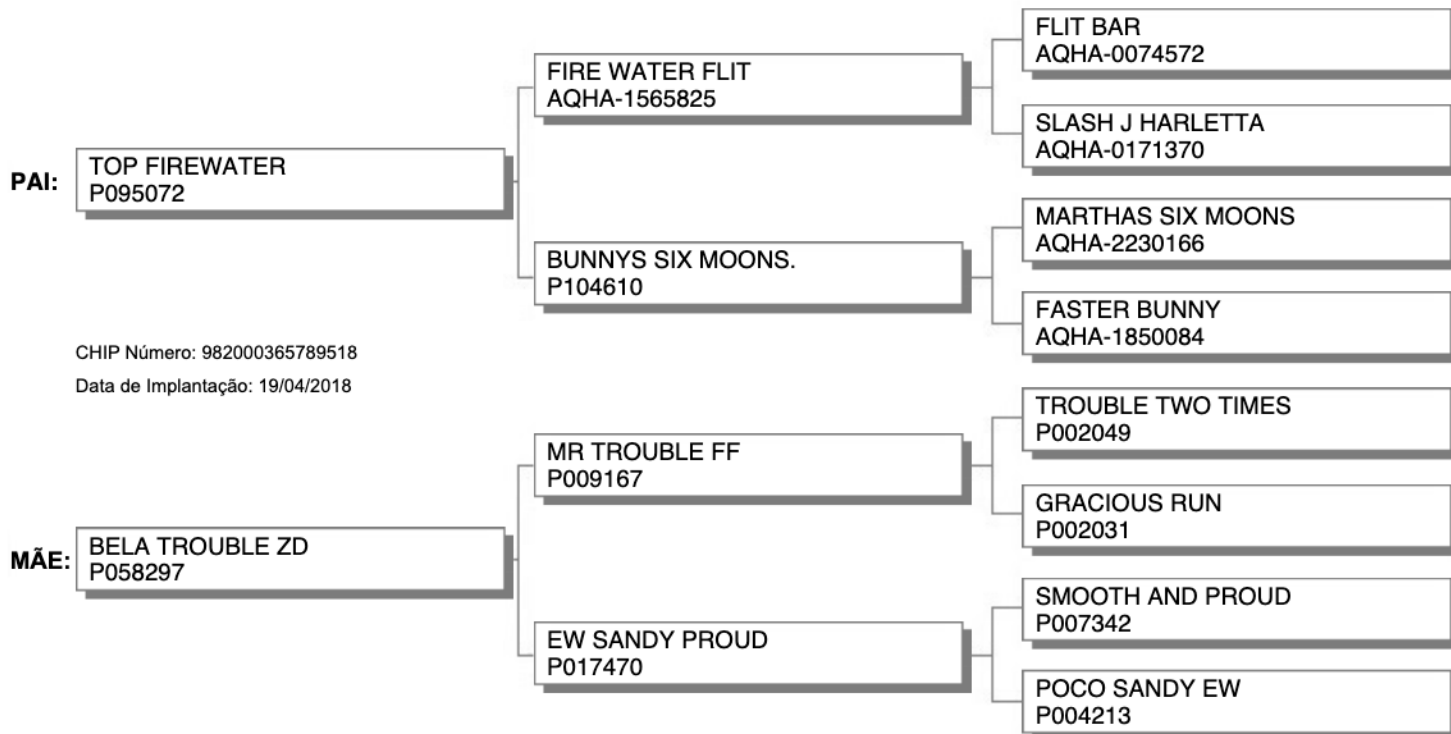 FLIT BAR
AQHA-0074572
FIRE WATER FLIT
AQHA-1565825
SLASH J HARLETTA
AQHA-0171370
PAI:
TOP FIREWATER
P095072
MARTHAS SIX MOONS
AQHA-2230166
BUNNYS SIX MOONS.
P104610
FASTER BUNNY
AQHA-1850084
CHIP Número: 982000365789518
Data de Implantação: 19/04/2018
TROUBLE TWO TIMES
P002049
MR TROUBLE FF
P009167
GRACIOUS RUN
P002031
MÃE:
BELA TROUBLE ZD
P058297
SMOOTH AND PROUD
P007342
EW SANDY PROUD
P017470
POCO SANDY EW
P004213